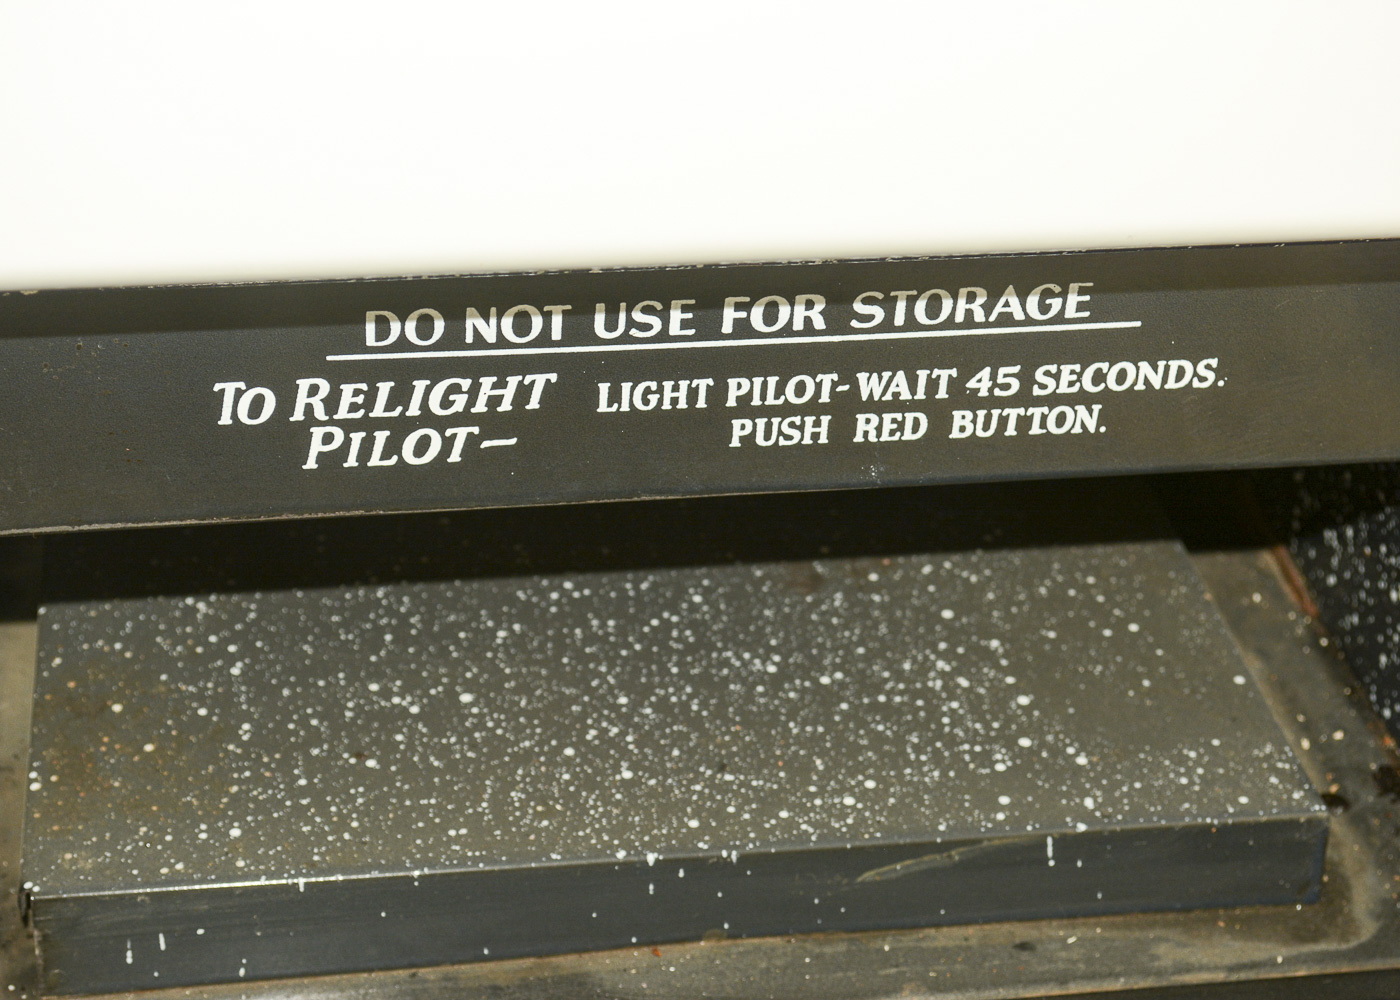 DO NOT USE FOR STORAGE
TO RELIGHT PILOT-
LIGHT PILOT-WAIT 45 SECONDS.
PUSH RED BUTTON.